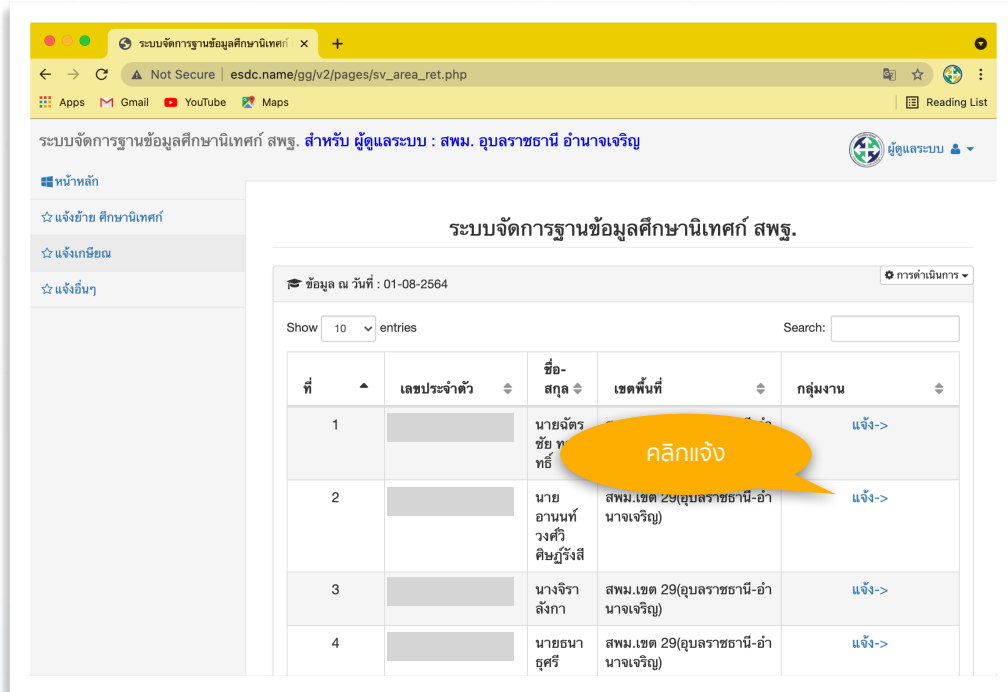 ระบบจัดการฐานข้อมูลศึกษานิเทศก์
Not Secure | esdc.name/gg/v2/pages/sv_area_ret.php
Apps Gmail YouTube Maps Reading List
ระบบจัดการฐานข้อมูลศึกษานิเทศก์ สพฐ. สำหรับ ผู้ดูแลระบบ : สพม. อุบลราชธานี อำนาจเจริญ
ผู้ดูแลระบบ
หน้าหลัก
แจ้งย้าย ศึกษานิเทศก์
แจ้งเกษียณ
แจ้งอื่นๆ
ระบบจัดการฐานข้อมูลศึกษานิเทศก์ สพฐ.
ข้อมูล ณ วันที่ : 01-08-2564
การดำเนินการ
Show 10 entries
Search:
ที่ เลขประจำตัว ชื่อ-
สกุล เขตพื้นที่ กลุ่มงาน
1 นายฉัตร แจ้ง->
ชัย
ทธิ์
คลิกแจ้ง
2 นาย สพม.เขต 29(อุบลราชธานี-อำ แจ้ง->
อานนท์ นาจเจริญ)
วงศ์วิ
ศิษฏ์รังสี
3 นางจิรา สพม.เขต 29(อุบลราชธานี-อำ แจ้ง->
ลังกา นาจเจริญ)
4 นายธนา สพม.เขต 29(อุบลราชธานี-อำ แจ้ง->
ธุศรี นาจเจริญ)